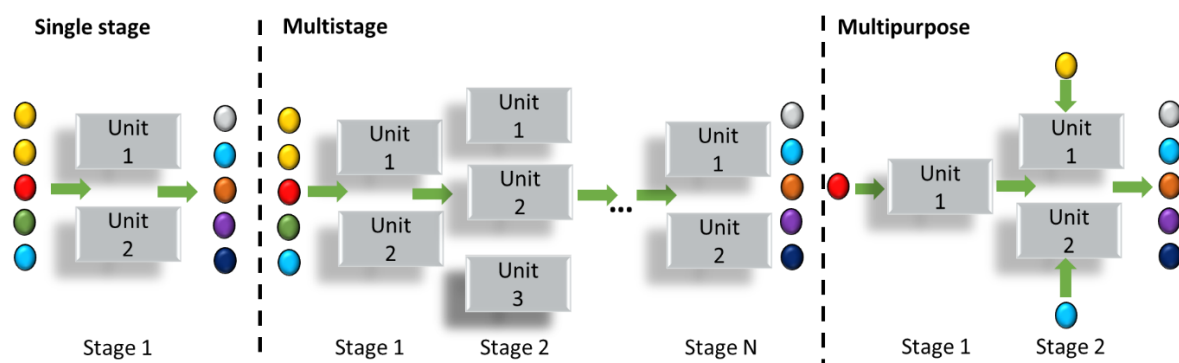 Single stage
Unit
1
Unit
2
Stage 1
Multistage
Unit
1
Unit
2
Stage 1
Unit
1
Unit
2
Unit
3
Stage 2
...
Unit
1
Unit
2
Stage N
Multipurpose
Unit
1
Stage 1
Unit
1
Unit
2
Stage 2